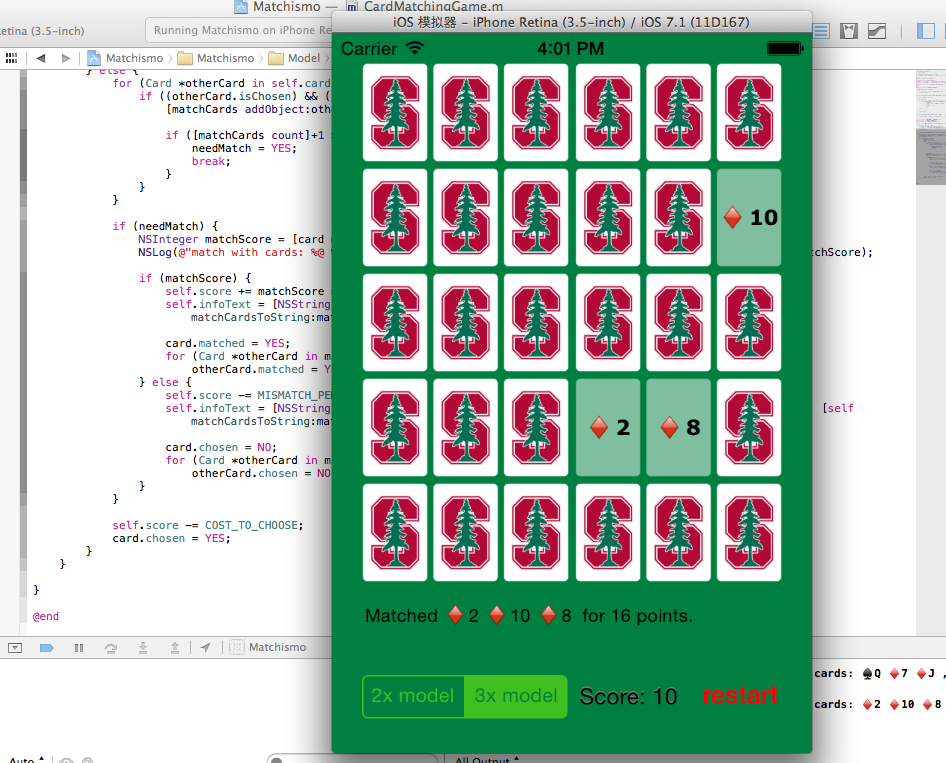 Matchismo — m CardMatchingGame.m
etina (3.5-inch)
Running Matchismo on iPhone Re
iOS 模拟器 - iPhone Retina (3.5-inch) / iOS 7.1 (11D167)
Matchismo
Matchismo
Model
Carrier
4:01 PM
} else {
for (Card *otherCard in self.card
if ((otherCard.isChosen) && (
[matchCards addObject:oth
if ([matchCards count]+1
needMatch = YES;
break;
}
}
}
if (needMatch) {
NSInteger matchScore = [card
NSLog(@"match with cards: %@
chScore);
if (matchScore) {
self.score += matchScore
self.infoText = [NSString
matchCardsToString:mat
card.matched = YES;
for (Card *otherCard in m
otherCard.matched = Y
} else {
self.score -= MISMATCH_PE
self.infoText = [NSString
[self
matchCardsToString:mat
card.chosen = NO;
for (Card *otherCard in m
otherCard.chosen = NO
}
}
self.score -= COST_TO_CHOOSE;
card.chosen = YES;
}
}
}
@end
♦10
♦2
♦8
Matched ♦2 ♦10 ♦8 for 16 points.
2x model
3x model
Score: 10
restart
Matchismo
cards: ♠Q ♦7 ♦J ,
cards: ♦2 ♦10 ♦8
Auto
All Output